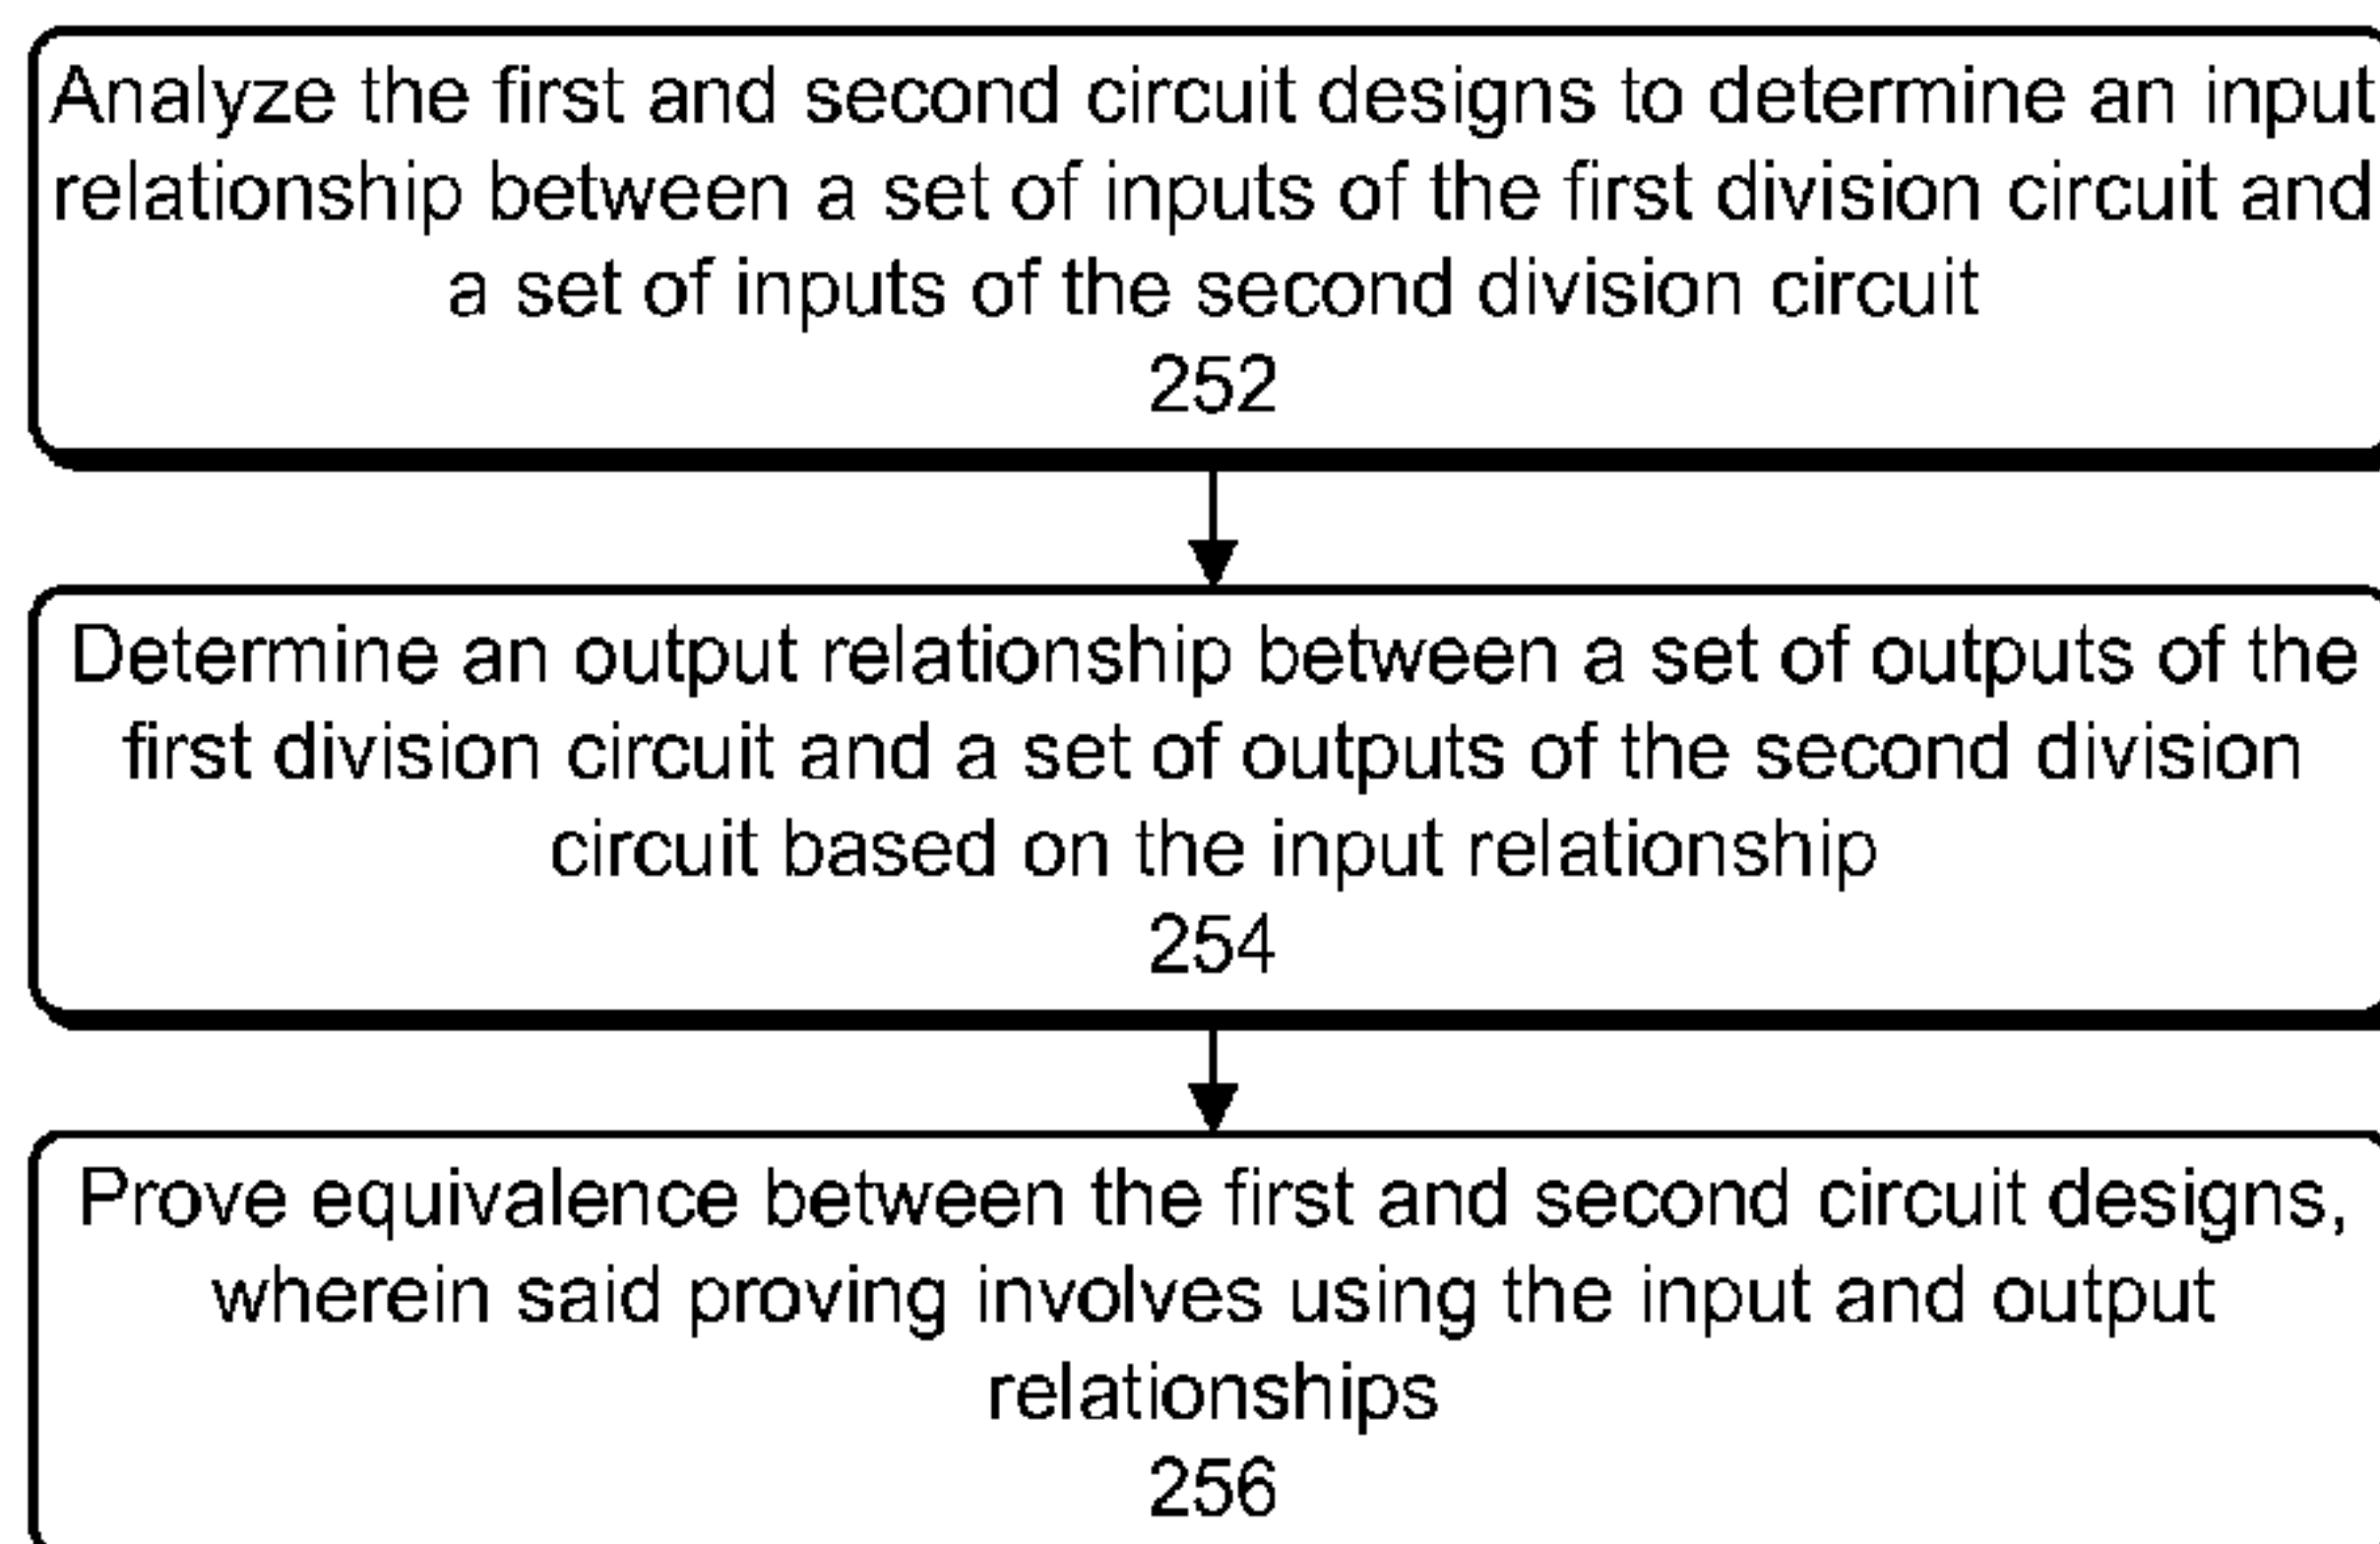 Analyze the first and second circuit designs to determine an input
relationship between a set of inputs of the first division circuit and
a set of inputs of the second division circuit
252
Determine an output relationship between a set of outputs of the
first division circuit and a set of outputs of the second division
circuit based on the input relationship
254
Prove equivalence between the first and second circuit designs,
wherein said proving involves using the input and output
relationships
256